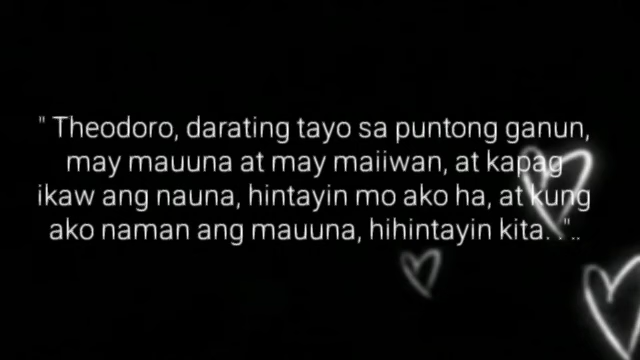 " Theodoro, darating tayo sa puntong ganun,
may mauuna at may maiiwan, at kapag
ikaw ang nauna, hintayin mo ako ha, at kung
ako naman ang mauuna, hihintayin kita. ."..